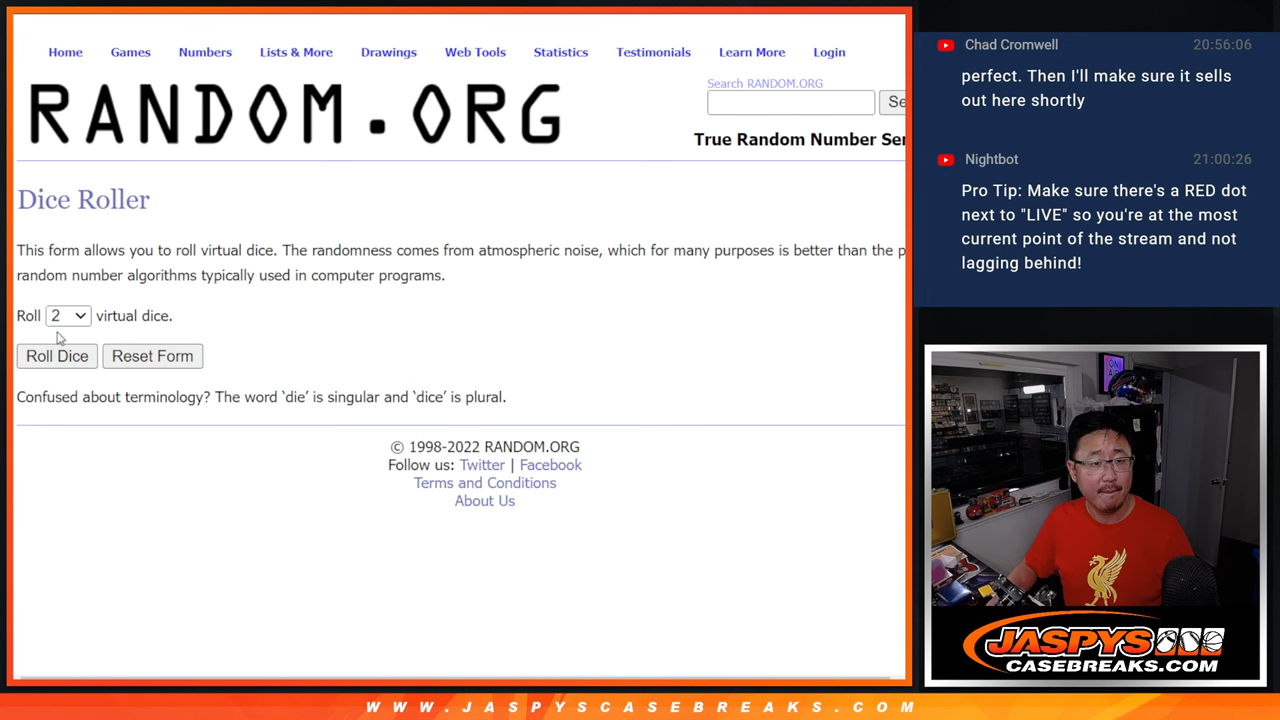 Home Games Numbers Lists & More Drawings Web Tools Statistics Testimonials Learn More Login
RANDOM.ORG
Search RANDOM.ORG
Se
True Random Number Ser
Dice Roller
This form allows you to roll virtual dice. The randomness comes from atmospheric noise, which for many purposes is better than the p
random number algorithms typically used in computer programs.
Roll 2 virtual dice.
Roll Dice Reset Form
Confused about terminology? The word ‘die’ is singular and ‘dice’ is plural.
© 1998-2022 RANDOM.ORG
Follow us: Twitter | Facebook
Terms and Conditions
About Us
Chad Cromwell 20:56:06
perfect. Then I'll make sure it sells
out here shortly
Nightbot 21:00:26
Pro Tip: Make sure there's a RED dot
next to "LIVE" so you're at the most
current point of the stream and not
lagging behind!
ON
JASPYS
CASEBREAKS.COM
WWW.JASPYSCASEBREAKS.COM